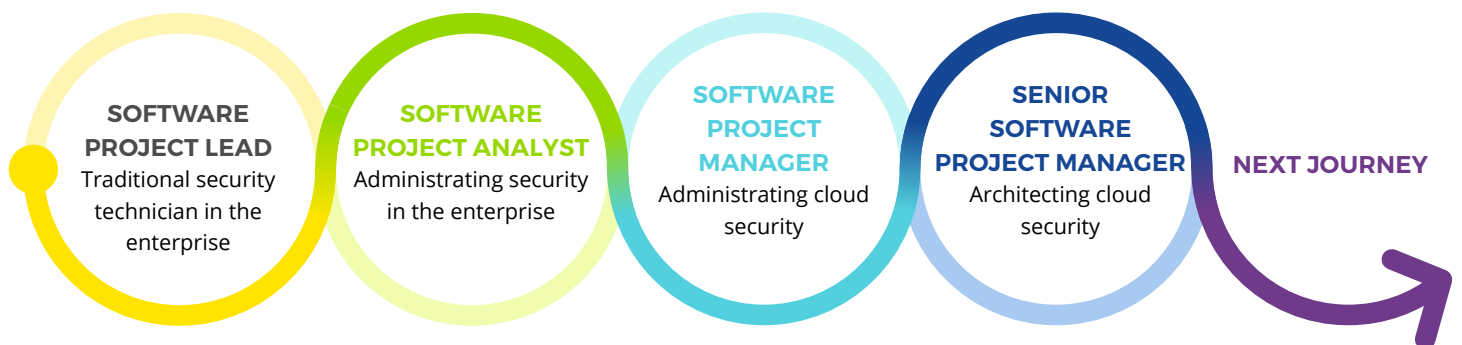 SOFTWARE
PROJECT LEAD
Traditional security
technician in the
enterprise
SOFTWARE
PROJECT ANALYST
Administrating security
in the enterprise
SOFTWARE
PROJECT
MANAGER
Administrating cloud
security
SENIOR
SOFTWARE
PROJECT MANAGER
Architecting cloud
security
NEXT JOURNEY